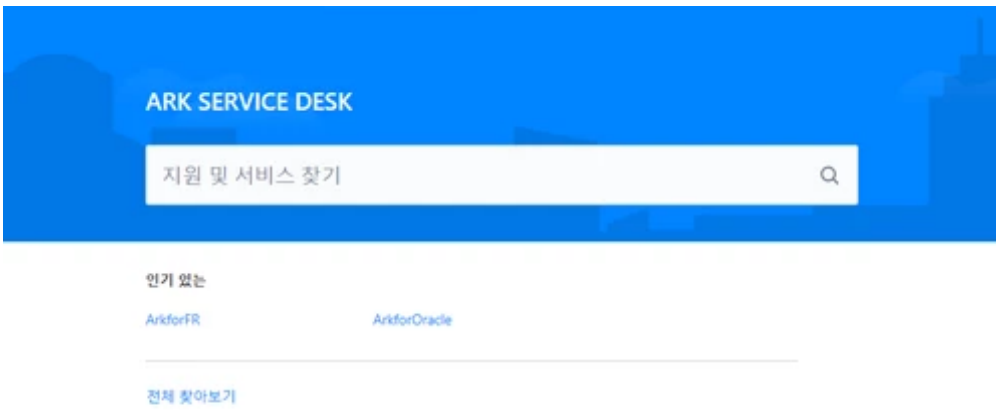 ARK SERVICE DESK
지원 및 서비스 찾기
인기 있는
ArkforFR
ArkforOracle
전체 찾아보기